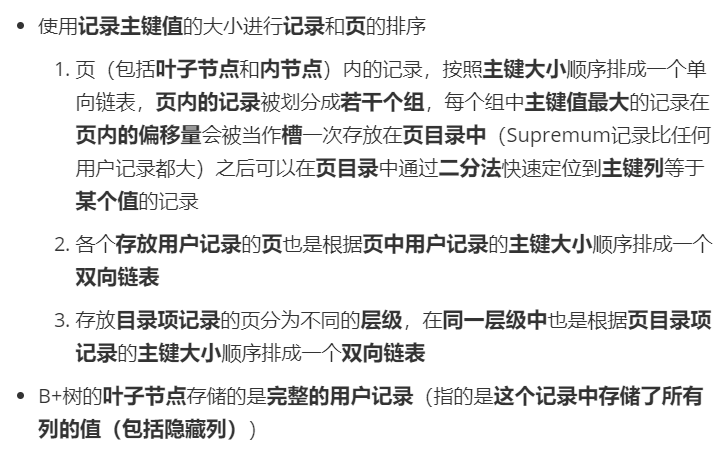 • 使用记录主键值的大小进行记录和页的排序
1. 页（包括叶子节点和内节点）内的记录，按照主键大小顺序排成一个单
向链表，页内的记录被划分成若干个组，每个组中主键值最大的记录在
页内的偏移量会被当作槽一次存放在页目录中（Supremum记录比任何
用户记录都大）之后可以在页目录中通过二分法快速定位到主键列等于
某个值的记录
2. 各个存放用户记录的页也是根据页中用户记录的主键大小顺序排成一个
双向链表
3. 存放目录项记录的页分为不同的层级，在同一层级中也是根据页目录项
记录的主键大小顺序排成一个双向链表
• B+树的叶子节点存储的是完整的用户记录（指的是这个记录中存储了所有
列的值（包括隐藏列））